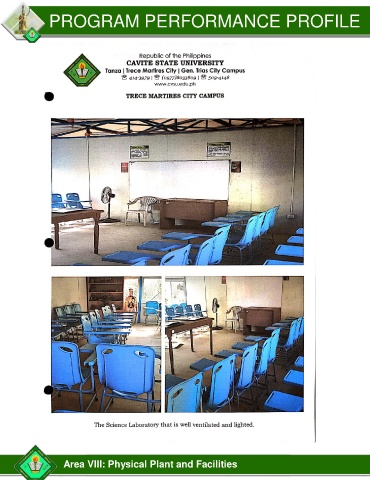 PROGRAM PERFORMANCE PROFILE
Republic of the Philippines
CAVITE STATE UNIVERSITY
Tanza | Trece Martires City | Gen. Trias City Campus
www.cvsu.edu.ph
TRECE MARTIRES CITY CAMPUS
The Science Laboratory that is well ventilated and lighted.
Area VIII: Physical Plant and Facilities